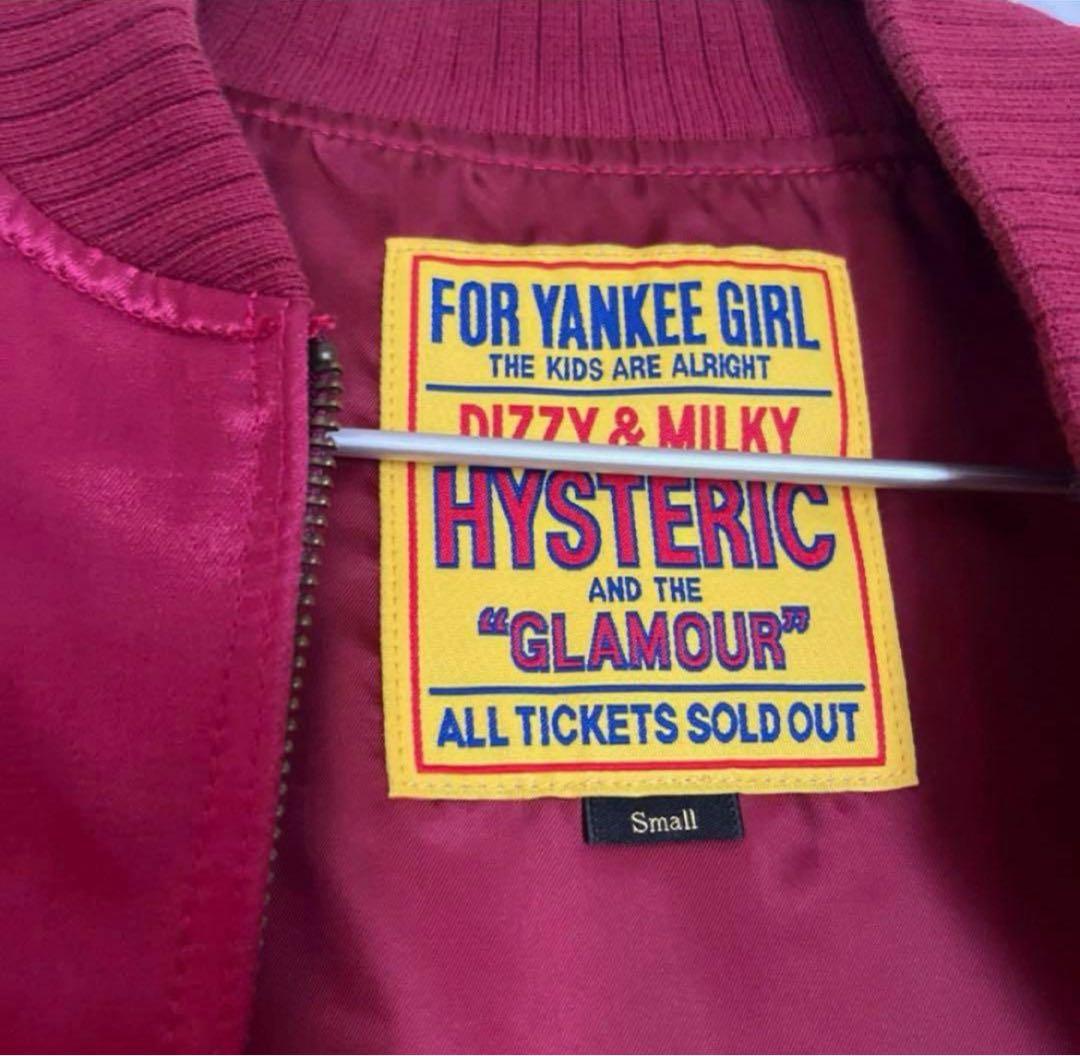 FOR YANKEE GIRL
THE KIDS ARE ALRIGHT
DIZZY & MILKY
HYSTERIC
AND THE
“GLAMOUR”
ALL TICKETS SOLD OUT
Small